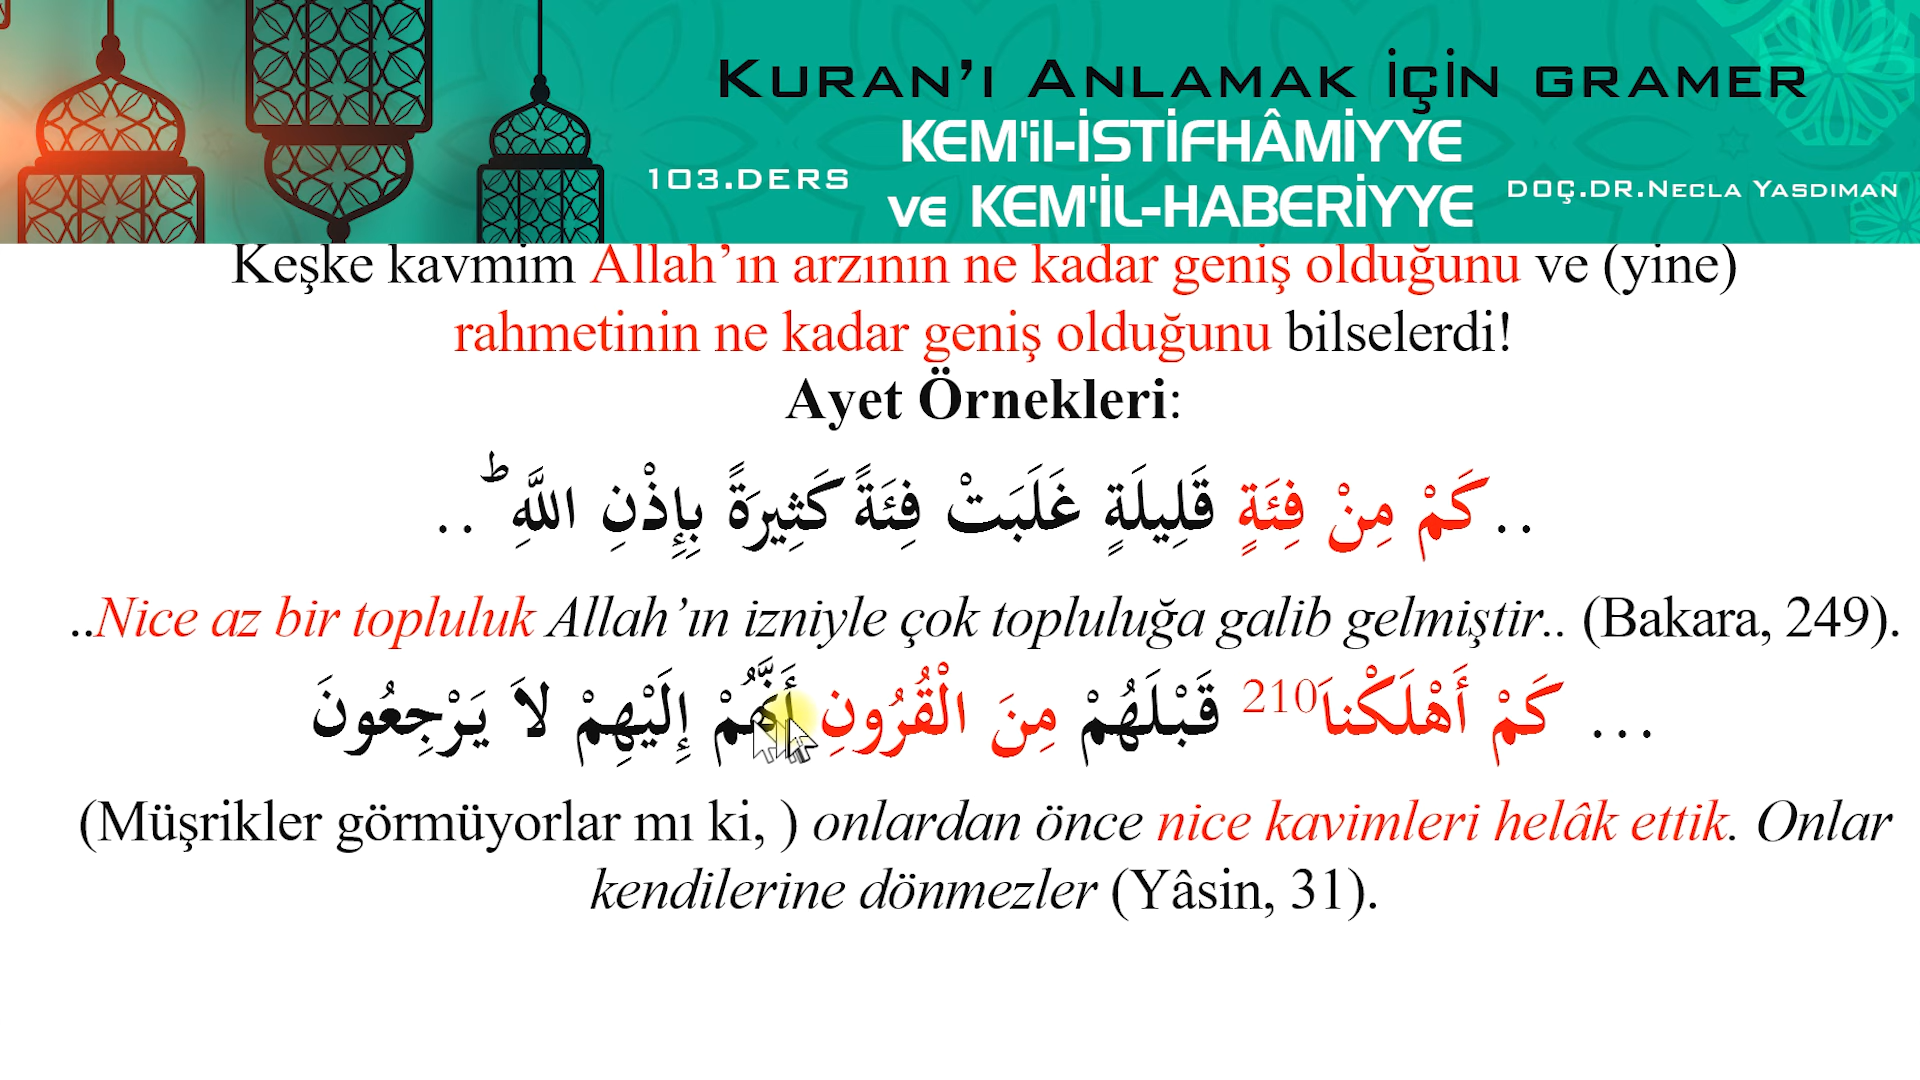 Kuran’ı Anlamak İçİn gramer
KEM'il-İSTİFHÂMİYYE
103.DERS
ve KEM'İL-HABERİYYE
DOÇ.DR.Necla Yasdıman
Keşke kavmim Allah’ın arzının ne kadar geniş olduğunu ve (yine)
rahmetinin ne kadar geniş olduğunu bilselerdi!
Ayet Örnekleri:
.. كَمْ مِنْ فِئَةٍ قَلِيلَةٍ غَلَبَتْ فِئَةً كَثِيرَةً بِإِذْنِ اللَّهِ ؕ ..
..Nice az bir topluluk Allah’ın izniyle çok topluluğa galib gelmiştir.. (Bakara, 249).
... كَمْ أَهْلَكْناَ210 قَبْلَهُمْ مِنَ الْقُرُونِ أَنَّهُمْ إِلَيْهِمْ لاَ يَرْجِعُونَ
(Müşrikler görmüyorlar mı ki, ) onlardan önce nice kavimleri helâk ettik. Onlar
kendilerine dönmezler (Yâsin, 31).